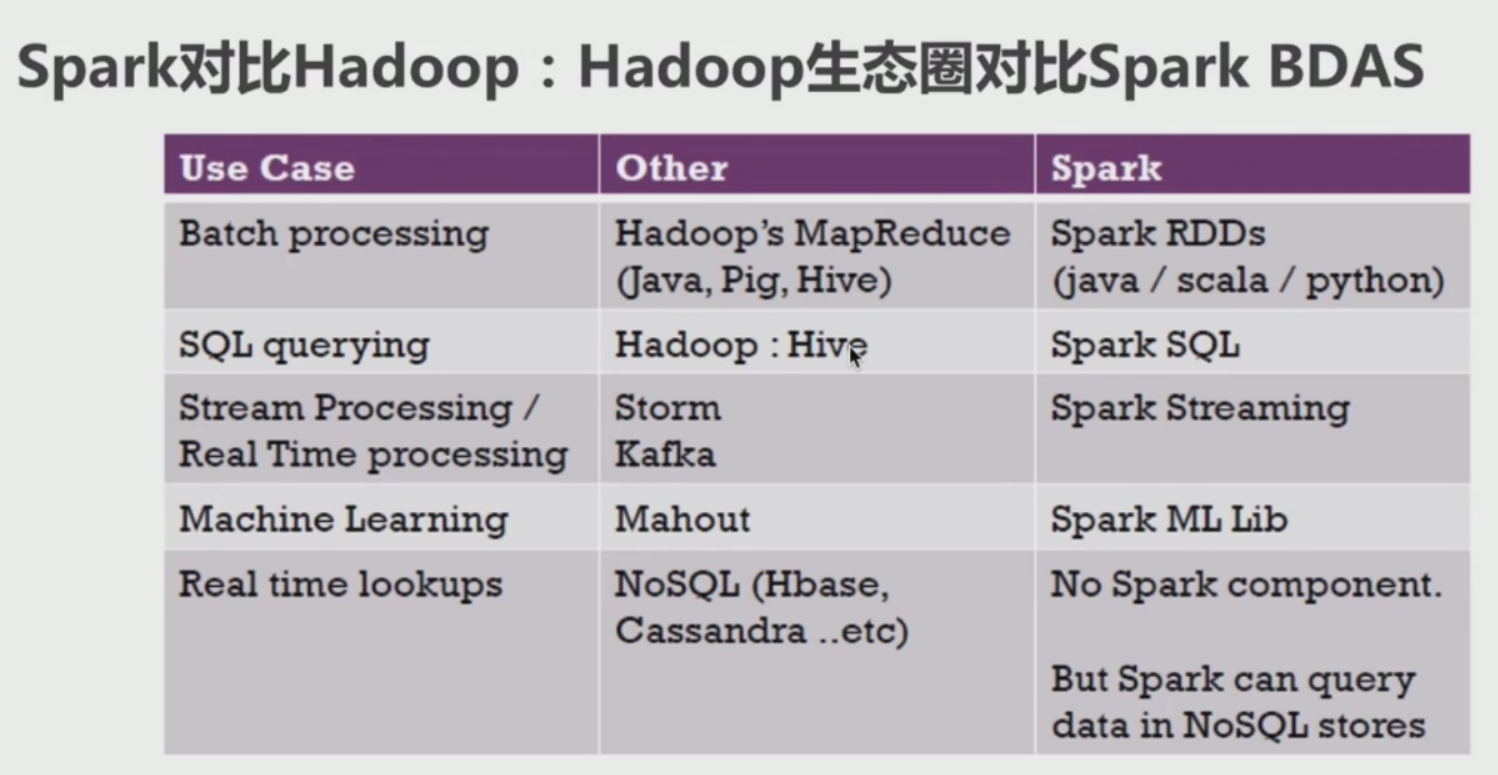 Spark对比Hadoop：Hadoop生态圈对比Spark BDAS
Use Case
Other
Spark
Batch processing
Hadoop’s MapReduce
(Java, Pig, Hive)
Spark RDDs
(java / scala / python)
SQL querying
Hadoop : Hive
Spark SQL
Stream Processing /
Real Time processing
Storm
Kafka
Spark Streaming
Machine Learning
Mahout
Spark ML Lib
Real time lookups
NoSQL (Hbase,
Cassandra ..etc)
No Spark component.
But Spark can query
data in NoSQL stores